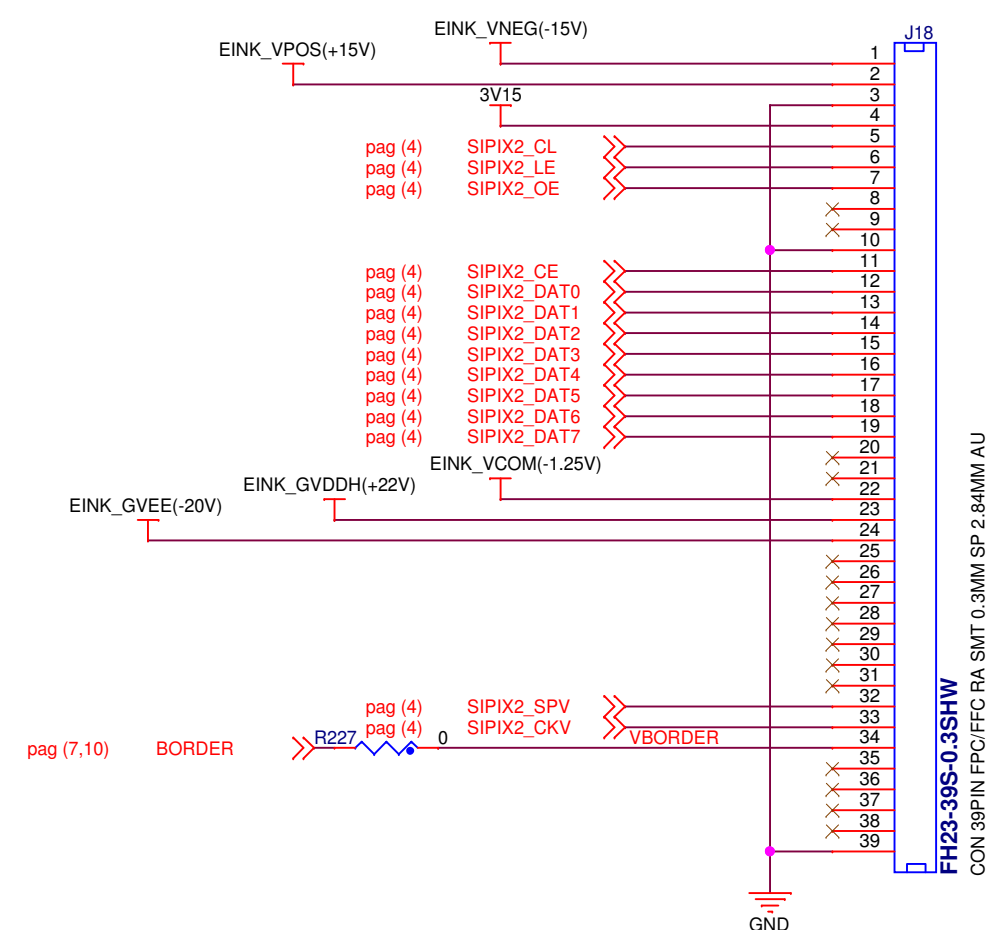 EINK_VNEG(-15V)
J18
EINK_VPOS(+15V)
1
2
3V15
3
4
pag (4) SIPIX2_CL 5
pag (4) SIPIX2_LE 6
pag (4) SIPIX2_OE 7
8
9
10
pag (4) SIPIX2_CE 11
pag (4) SIPIX2_DAT0 12
pag (4) SIPIX2_DAT1 13
pag (4) SIPIX2_DAT2 14
pag (4) SIPIX2_DAT3 15
pag (4) SIPIX2_DAT4 16
pag (4) SIPIX2_DAT5 17
pag (4) SIPIX2_DAT6 18
pag (4) SIPIX2_DAT7 19
20
EINK_VCOM(-1.25V) 21
EINK_GVDDH(+22V) 22
EINK_GVEE(-20V) 23
24
25
26
27
28
29
30
31
pag (4) SIPIX2_SPV 32
pag (4) SIPIX2_CKV 33
pag (7,10) BORDER R227 0 VBORDER 34
35
36
37
38
39
GND
FH23-39S-0.3SHW
CON 39PIN FPC/FFC RA SMT 0.3MM SP 2.84MM AU